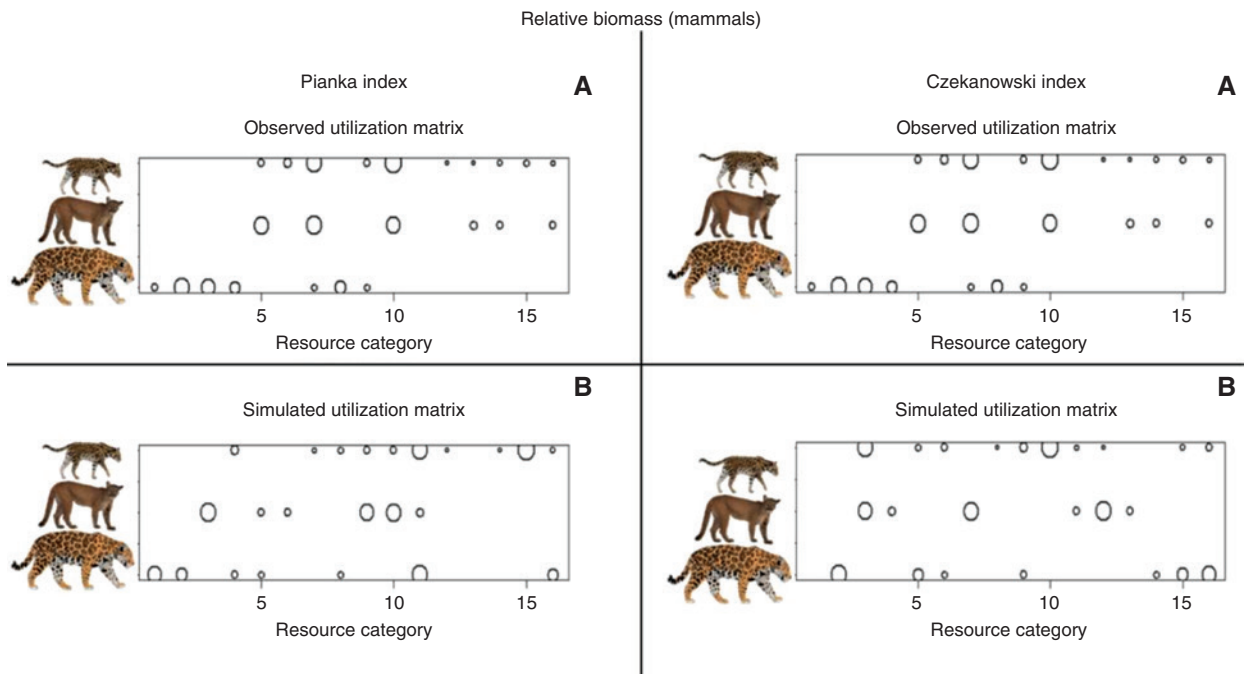 Relative biomass (mammals)
Pianka index
A
Observed utilization matrix
5 10 15
Resource category
Czekanowski index
A
Observed utilization matrix
5 10 15
Resource category
B
Simulated utilization matrix
5 10 15
Resource category
B
Simulated utilization matrix
5 10 15
Resource category